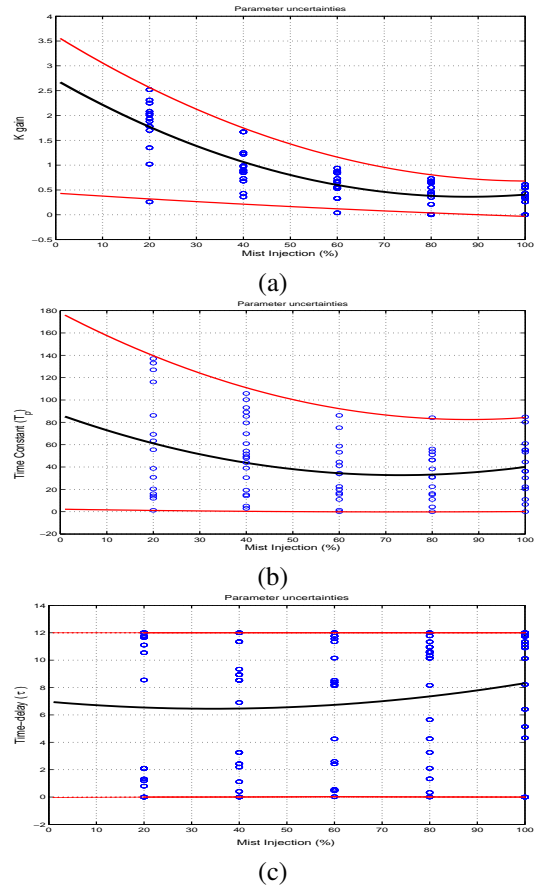 Parameter uncertainties
4
3.5
3
2.5
2
1.5
1
0.5
0
−0.5
K gain
0 10 20 30 40 50 60 70 80 90 100
Mist Injection (%)
(a)
Parameter uncertainties
180
160
140
120
100
80
60
40
20
0
−20
Time Constant (Tp)
0 10 20 30 40 50 60 70 80 90 100
Mist Injection (%)
(b)
Parameter uncertainties
14
12
10
8
6
4
2
0
−2
Time−delay (τ)
0 10 20 30 40 50 60 70 80 90 100
Mist Injection (%)
(c)